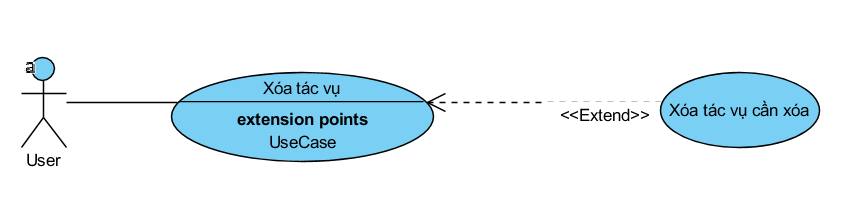 Xóa tác vụ
extension points
UseCase
User
<<Extend>>
Xóa tác vụ cần xóa